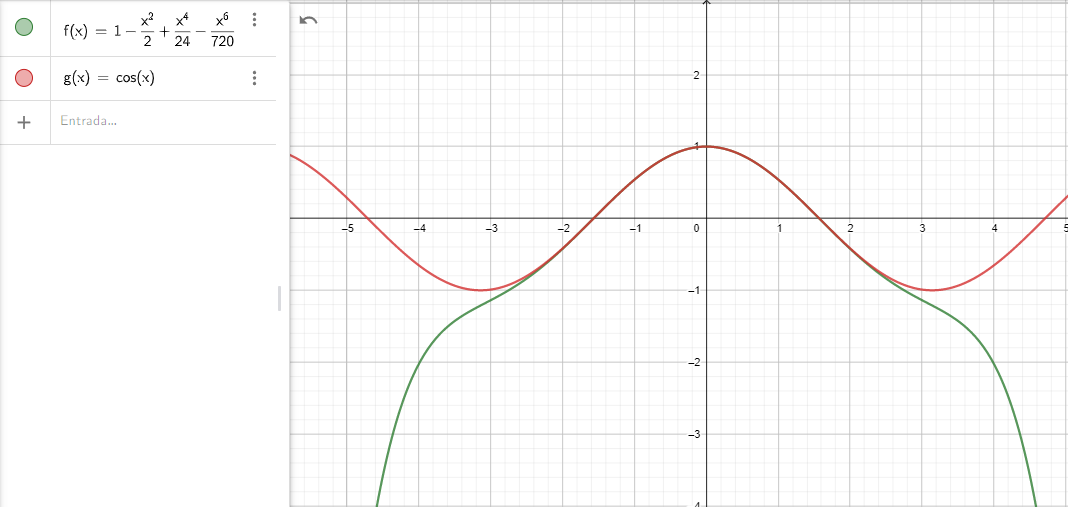 f(x) = 1 − x²/2 + x⁴/24 − x⁶/720
g(x) = cos(x)
+ Entrada...
2
1
−5 −4 −3 −2 −1 0 1 2 3 4 5
−1
−2
−3